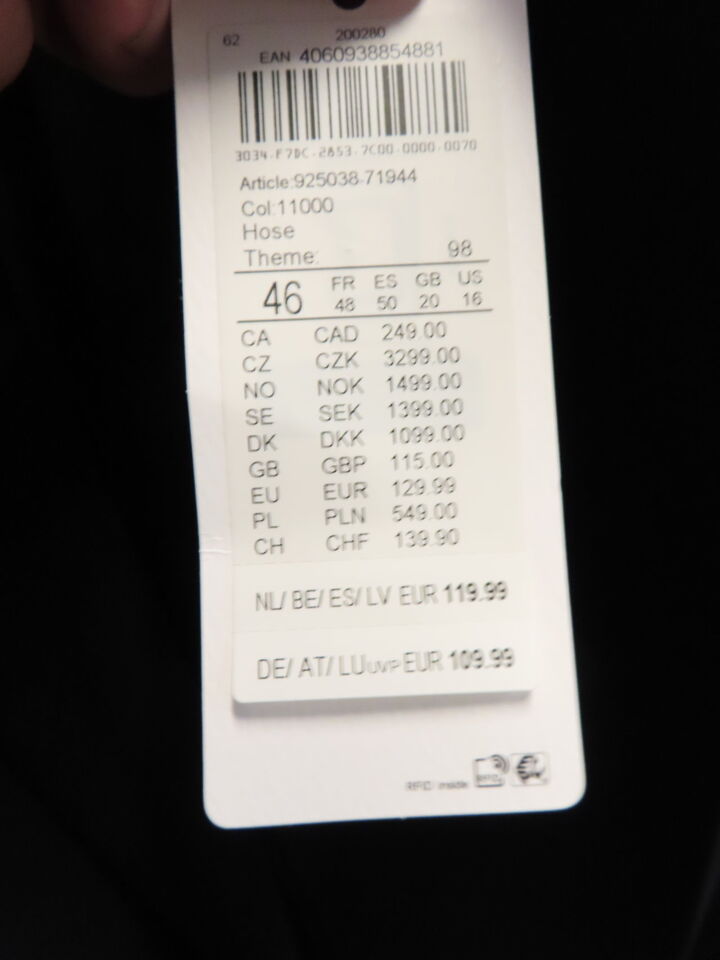 62
200280
EAN 4060938854881
3034-F7DC-2853-7C00-0000-0070
Article:925038-71944
Col:11000
Hose
Theme: 98
46 FR ES GB US
48 50 20 16
CA CAD 249.00
CZ CZK 3299.00
NO NOK 1499.00
SE SEK 1399.00
DK DKK 1099.00
GB GBP 115.00
EU EUR 129.99
PL PLN 549.00
CH CHF 139.90
NL/ BE/ ES/ LV EUR 119.99
DE/ AT/ LU UVP EUR 109.99
RFID inside